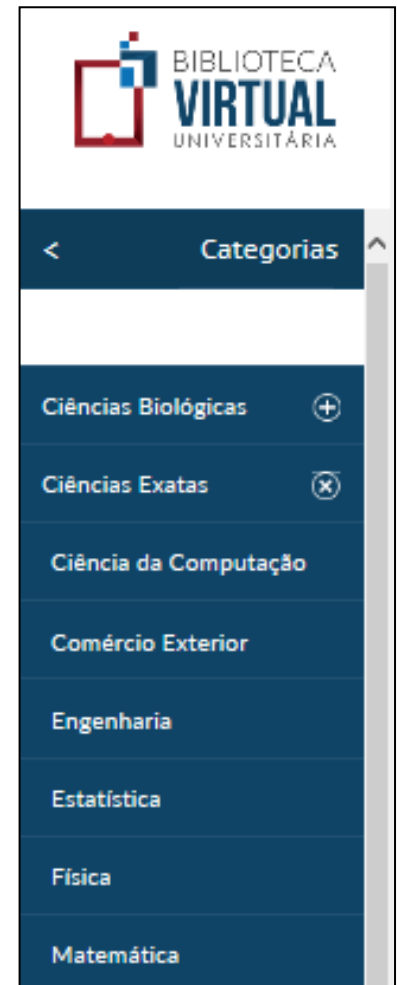 BIBLIOTECA
VIRTUAL
UNIVERSITÁRIA
< Categorias
Ciências Biológicas
Ciências Exatas
Ciência da Computação
Comércio Exterior
Engenharia
Estatística
Física
Matemática